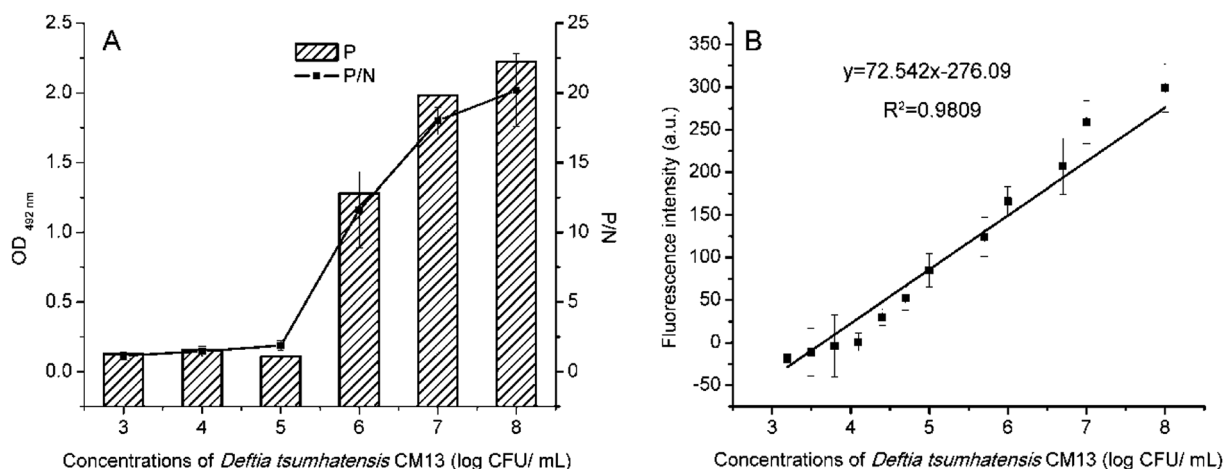 A
P
P/N
2.5
2.0
1.5
1.0
0.5
0.0
OD 492 nm
25
20
15
10
5
0
P/N
3 4 5 6 7 8
Concentrations of Deftia tsumhatensis CM13 (log CFU/ mL)
B
y=72.542x-276.09
R²=0.9809
350
300
250
200
150
100
50
0
-50
Fluorescence intensity (a.u.)
3 4 5 6 7 8
Concentrations of Deftia tsumhatensis CM13 (log CFU/ mL)